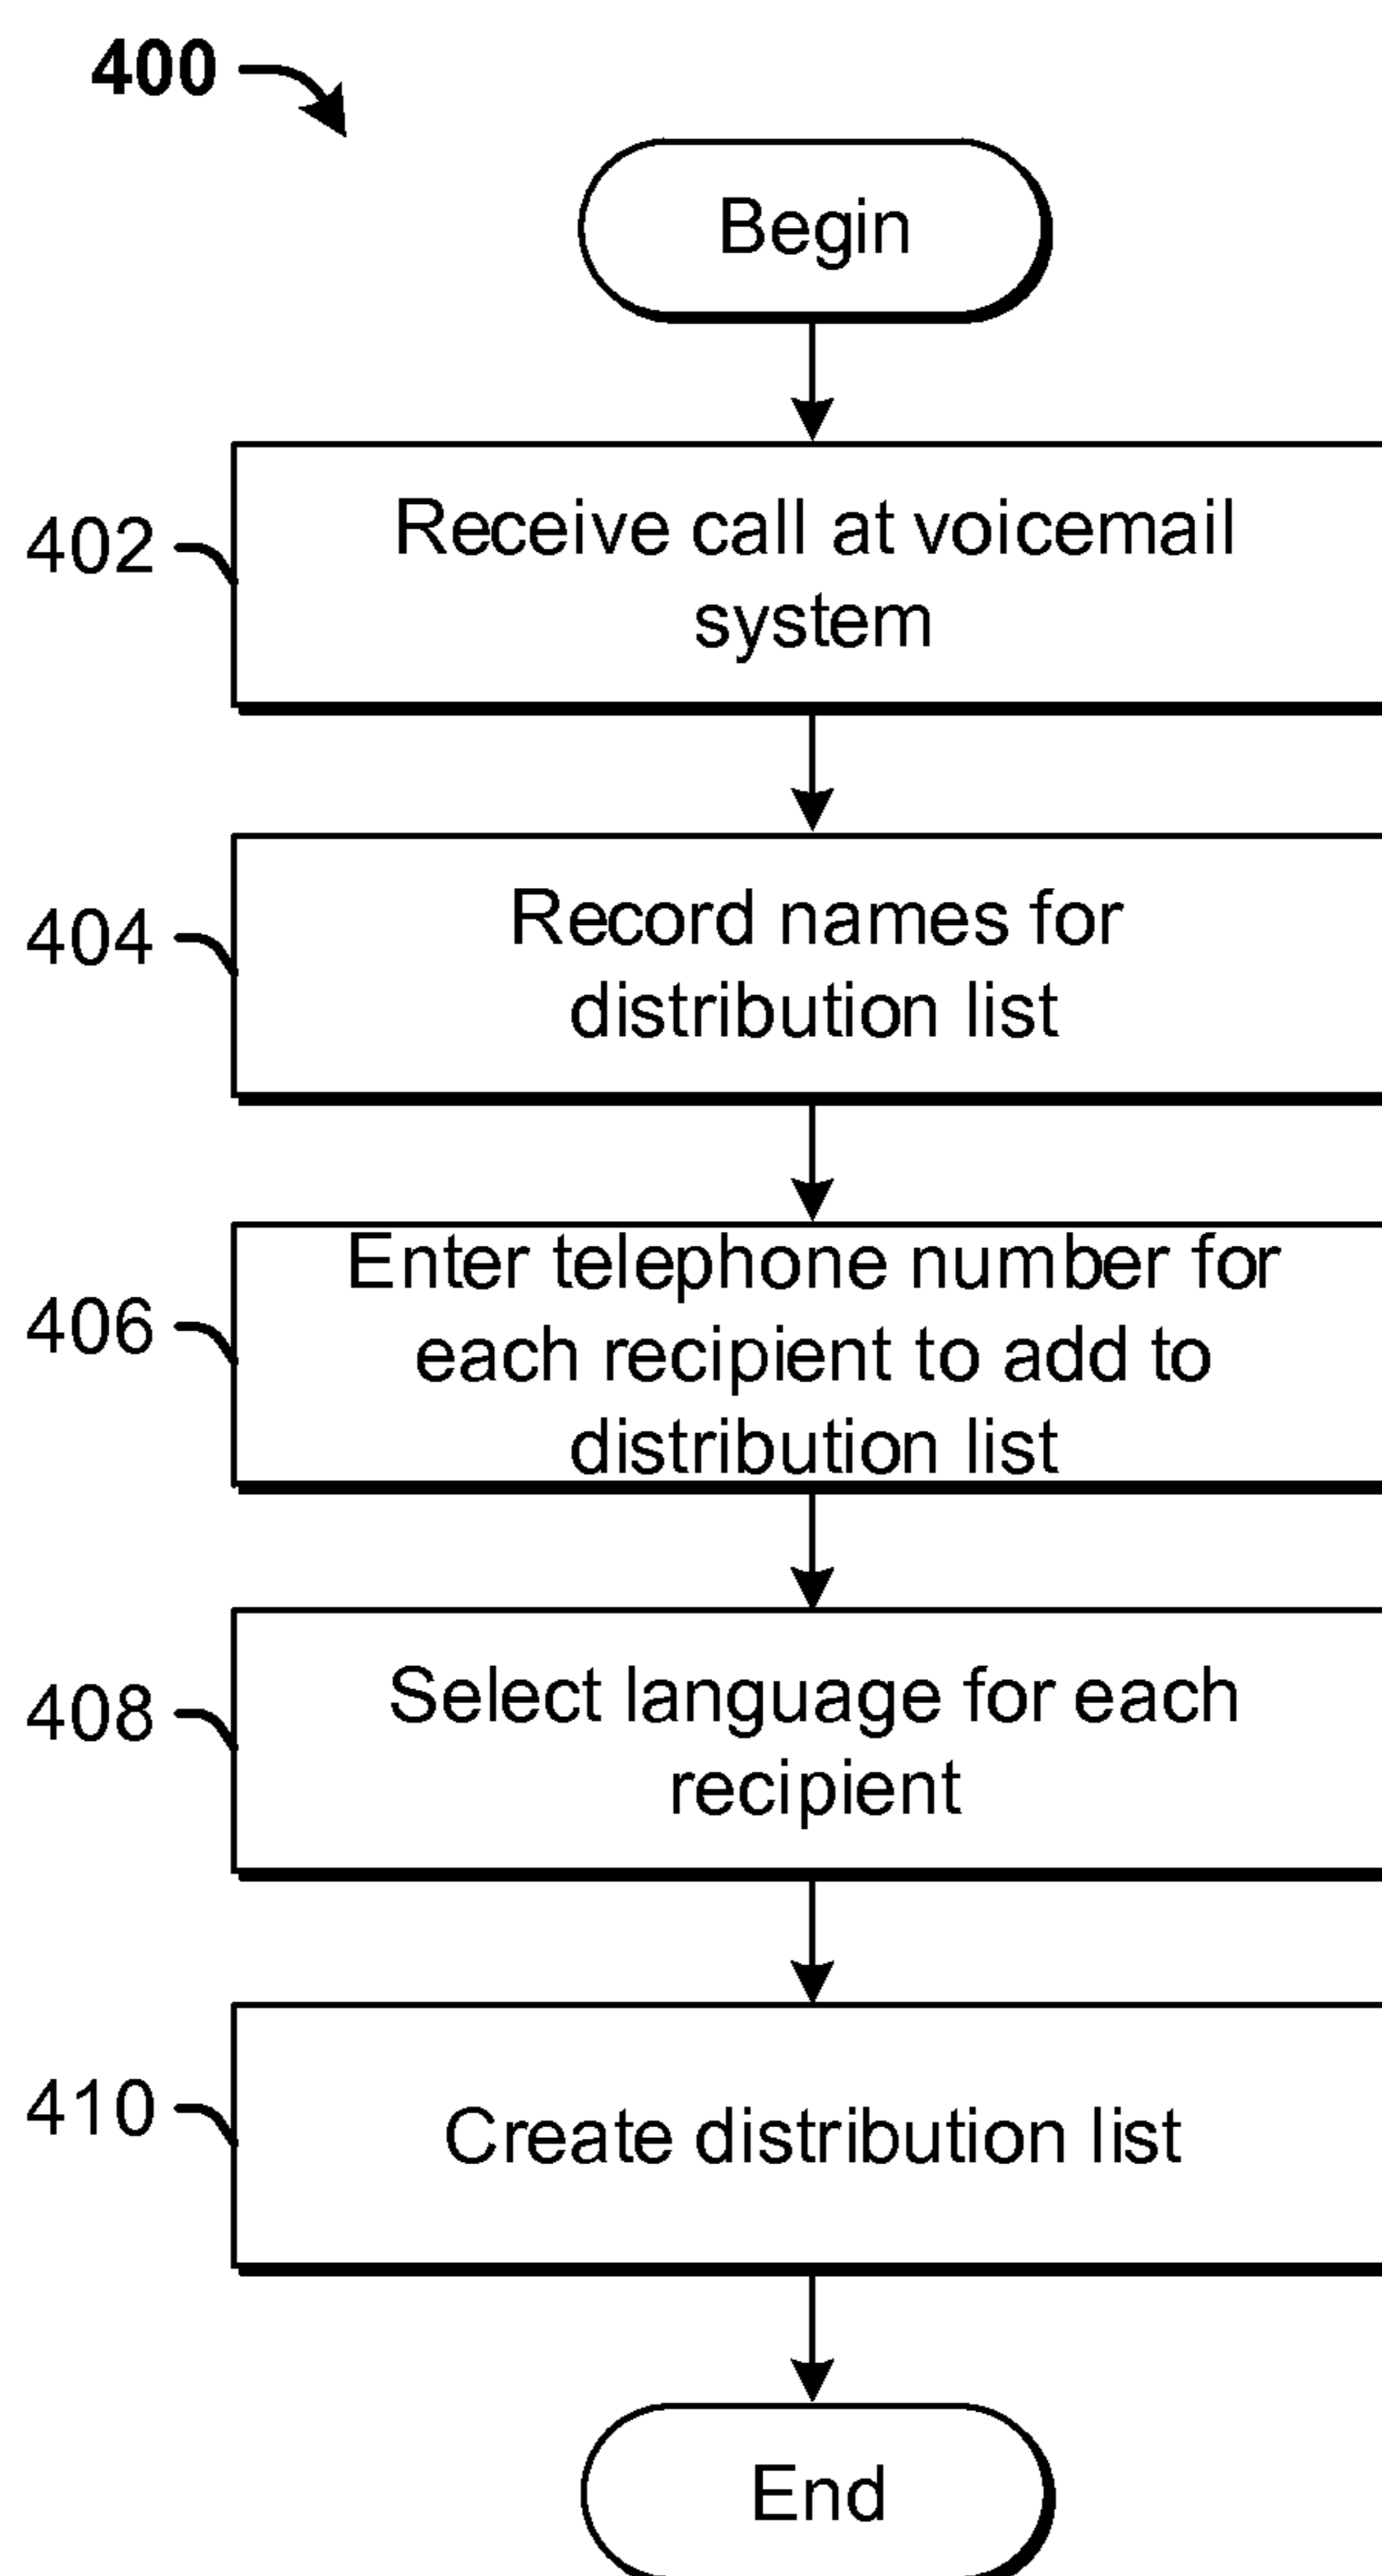 400
Begin
402
Receive call at voicemail
system
404
Record names for
distribution list
406
Enter telephone number for
each recipient to add to
distribution list
408
Select language for each
recipient
410
Create distribution list
End